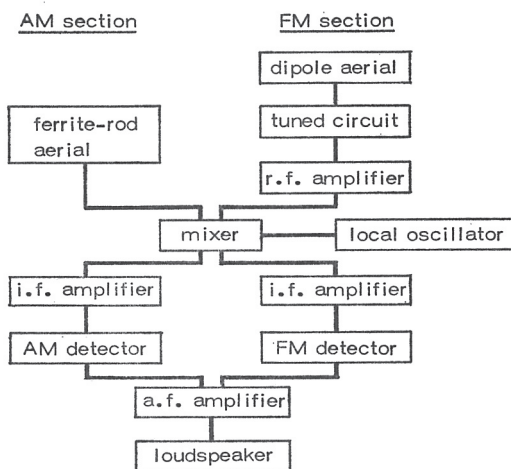 AM section
FM section
dipole aerial
ferrite-rod
aerial
tuned circuit
r.f. amplifier
mixer
local oscillator
i.f. amplifier
i.f. amplifier
AM detector
FM detector
a.f. amplifier
loudspeaker